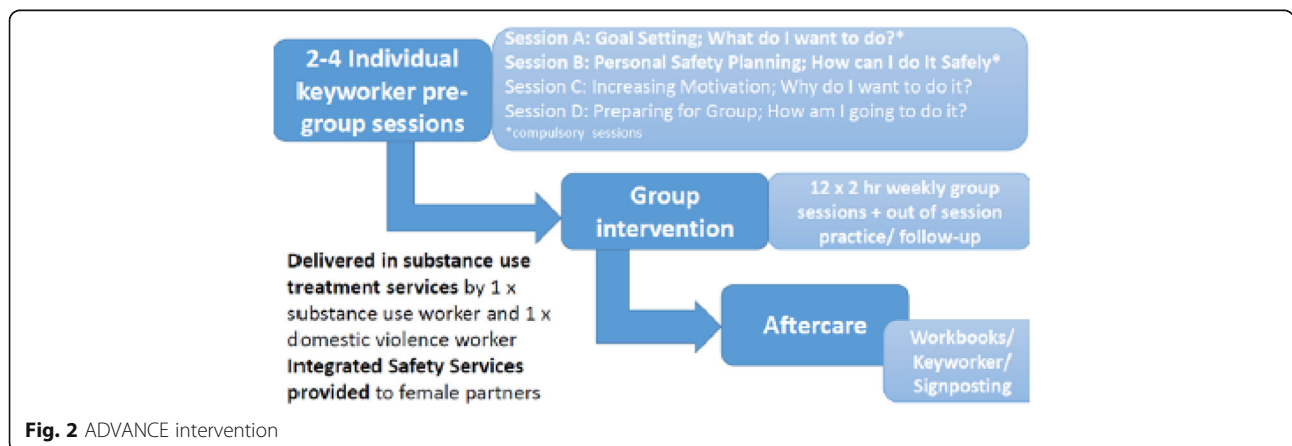 2-4 Individual
keyworker pre-
group sessions
Session A: Goal Setting; What do I want to do?*
Session B: Personal Safety Planning; How can I do It Safely*
Session C: Increasing Motivation; Why do I want to do it?
Session D: Preparing for Group; How am I going to do it?
*compulsory sessions
Group
intervention
12 x 2 hr weekly group
sessions + out of session
practice/ follow-up
Delivered in substance use
treatment services by 1 x
substance use worker and 1 x
domestic violence worker
Integrated Safety Services
provided to female partners
Aftercare
Workbooks/
Keyworker/
Signposting
Fig. 2 ADVANCE intervention